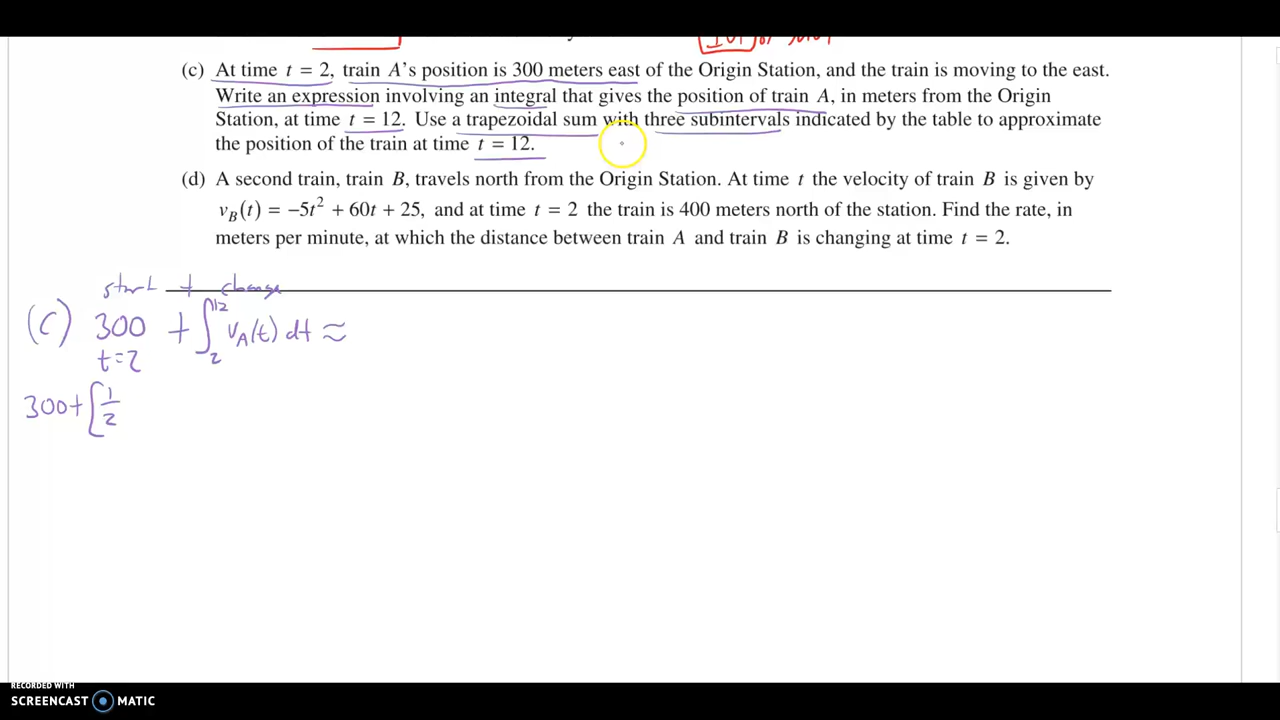 (c) At time t = 2, train A's position is 300 meters east of the Origin Station, and the train is moving to the east.
Write an expression involving an integral that gives the position of train A, in meters from the Origin
Station, at time t = 12. Use a trapezoidal sum with three subintervals indicated by the table to approximate
the position of the train at time t = 12.
(d) A second train, train B, travels north from the Origin Station. At time t the velocity of train B is given by
v_B(t) = −5t² + 60t + 25, and at time t = 2 the train is 400 meters north of the station. Find the rate, in
meters per minute, at which the distance between train A and train B is changing at time t = 2.
start + change
(C) 300 + ∫₂¹² v_A(t) dt ≈
t=2
300+[1/2
RECORDED WITH
SCREENCAST MATIC